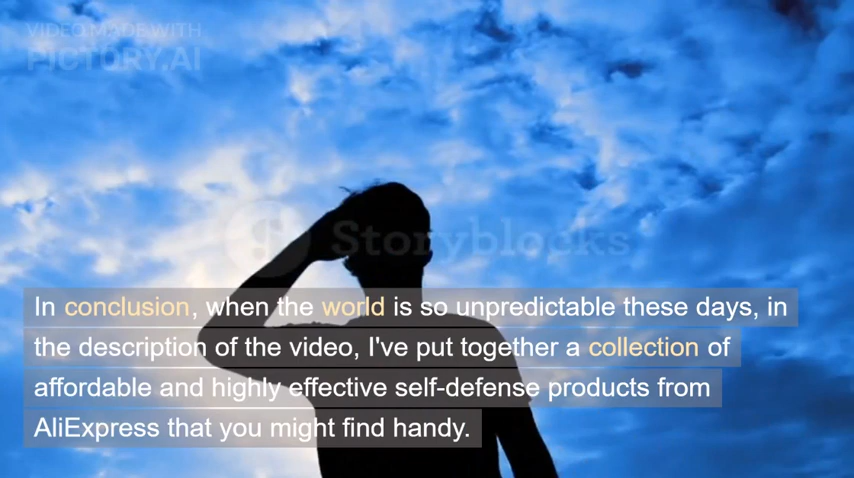 VIDEO MADE WITH
PICTORY.AI
Storyblocks
In conclusion, when the world is so unpredictable these days, in
the description of the video, I've put together a collection of
affordable and highly effective self-defense products from
AliExpress that you might find handy.